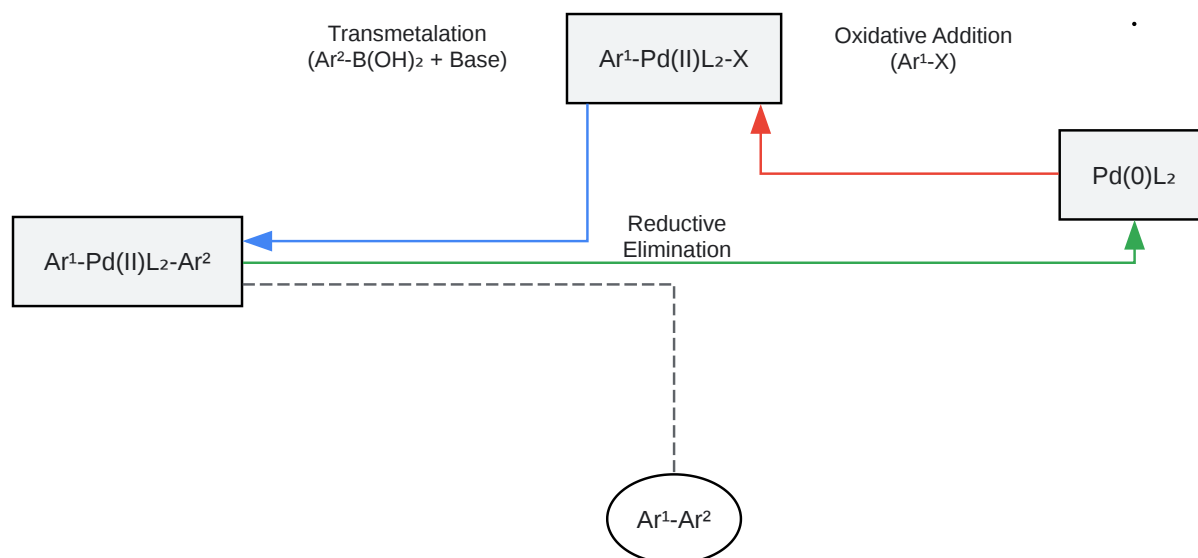 Transmetalation
(Ar²-B(OH)₂ + Base)
Ar¹-Pd(II)L₂-X
Oxidative Addition
(Ar¹-X)
Pd(0)L₂
Reductive
Elimination
Ar¹-Pd(II)L₂-Ar²
Ar¹-Ar²